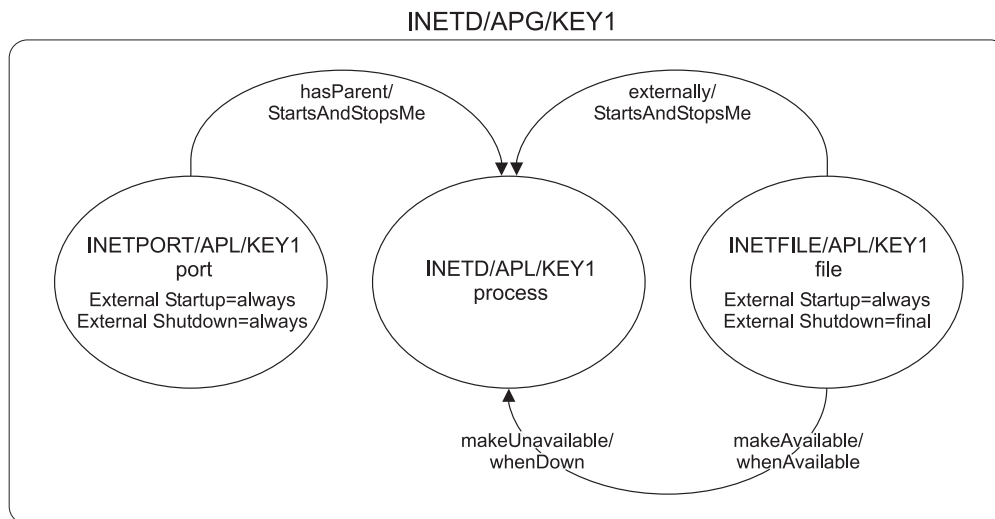 INETD/APG/KEY1
hasParent/
StartsAndStopsMe
externally/
StartsAndStopsMe
INETPORT/APL/KEY1
port
External Startup=always
External Shutdown=always
INETD/APL/KEY1
process
INETFILE/APL/KEY1
file
External Startup=always
External Shutdown=final
makeUnavailable/
whenDown
makeAvailable/
whenAvailable